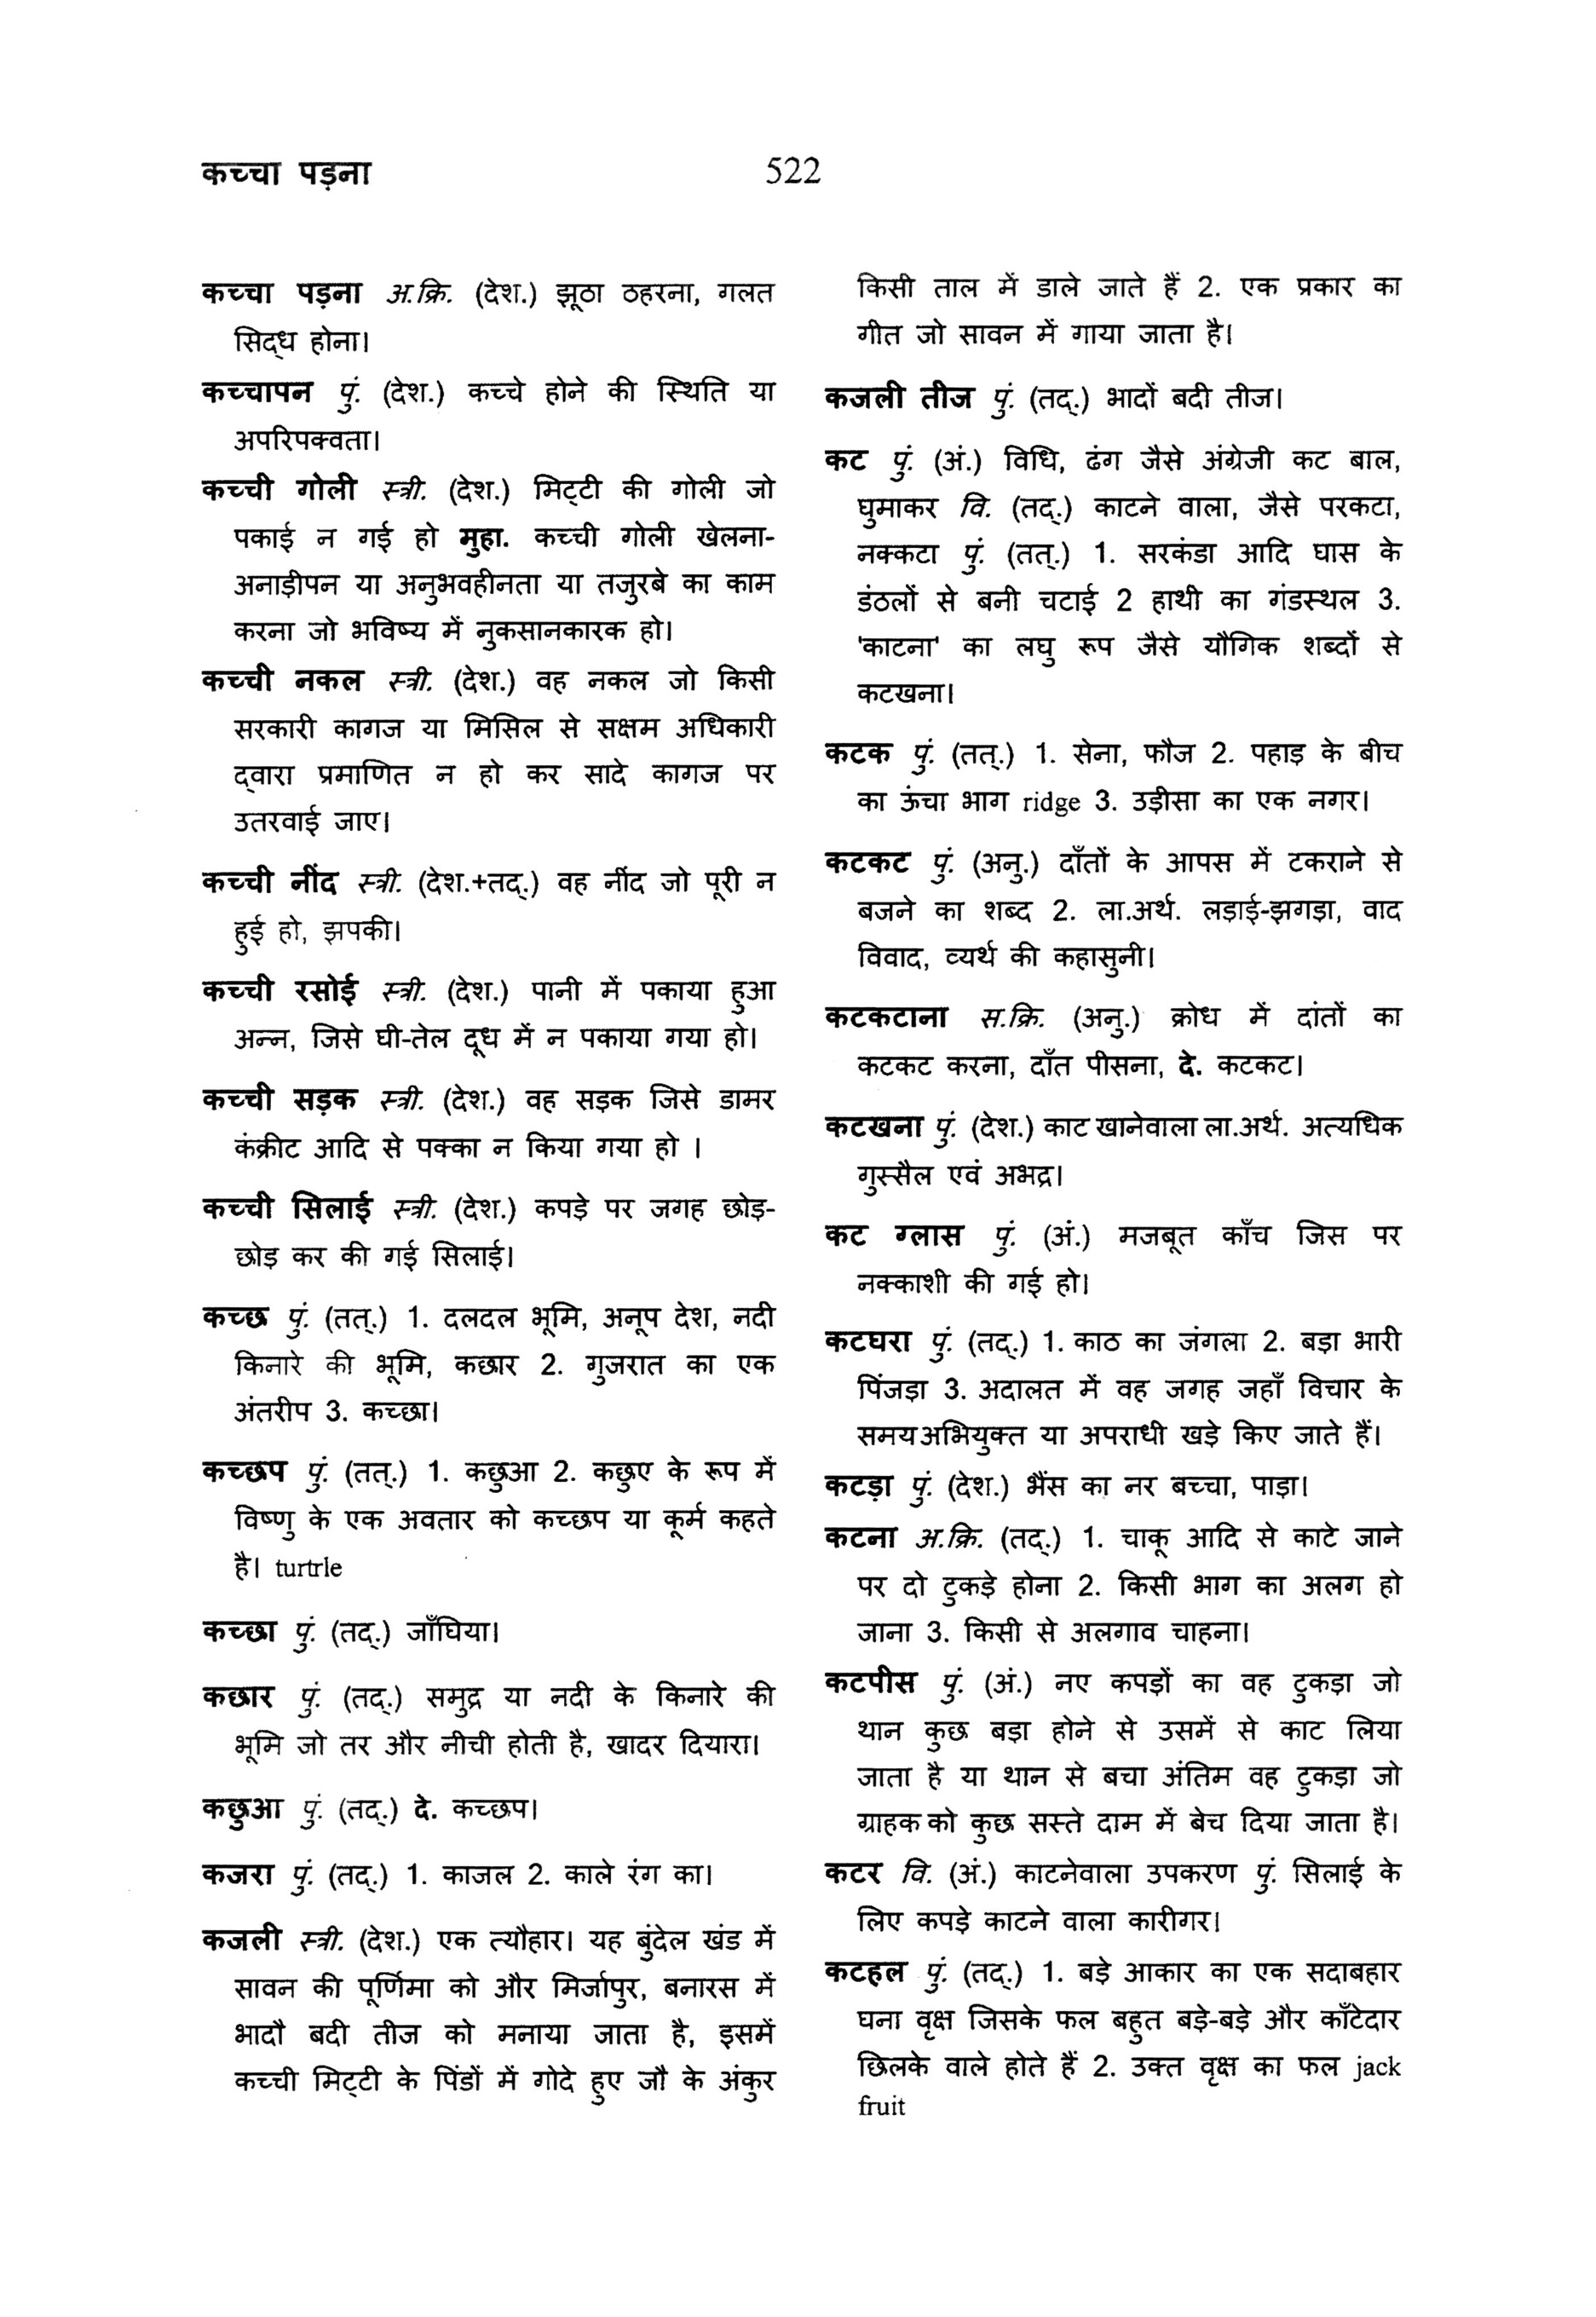 कच्चा पड़ना
522
कच्चा पड़ना अ.क्रि. (देश.) झूठा ठहरना, गलत
सिद्ध होना।
कच्चापन पुं. (देश.) कच्चे होने की स्थिति या
अपरिपक्वता।
कच्ची गोली स्त्री. (देश.) मिट्टी की गोली जो
पकाई न गई हो मुहा. कच्ची गोली खेलना-
अनाड़ीपन या अनुभवहीनता या तजुरबे का काम
करना जो भविष्य में नुकसानकारक हो।
कच्ची नकल स्त्री. (देश.) वह नकल जो किसी
सरकारी कागज या मिसिल से सक्षम अधिकारी
द्वारा प्रमाणित न हो कर सादे कागज पर
उतरवाई जाए।
कच्ची नींद स्त्री. (देश.+तद्.) वह नींद जो पूरी न
हुई हो, झपकी।
कच्ची रसोई स्त्री. (देश.) पानी में पकाया हुआ
अन्न, जिसे घी-तेल दूध में न पकाया गया हो।
कच्ची सड़क स्त्री. (देश.) वह सड़क जिसे डामर
कंक्रीट आदि से पक्का न किया गया हो ।
कच्ची सिलाई स्त्री. (देश.) कपड़े पर जगह छोड़-
छोड़ कर की गई सिलाई।
कच्छ पुं. (तत्.) 1. दलदल भूमि, अनूप देश, नदी
किनारे की भूमि, कछार 2. गुजरात का एक
अंतरीप 3. कच्छा।
कच्छप पुं. (तत्.) 1. कछुआ 2. कछुए के रूप में
विष्णु के एक अवतार को कच्छप या कूर्म कहते
है। turtrle
कच्छा पुं. (तद्.) जाँघिया।
कछार पुं. (तद्.) समुद्र या नदी के किनारे की
भूमि जो तर और नीची होती है, खादर दियारा।
कछुआ पुं. (तद्.) दे. कच्छप।
कजरा पुं. (तद्.) 1. काजल 2. काले रंग का।
कजली स्त्री. (देश.) एक त्यौहार। यह बुंदेल खंड में
सावन की पूर्णिमा को और मिर्जापुर, बनारस में
भादौ बदी तीज को मनाया जाता है, इसमें
कच्ची मिट्टी के पिंडों में गोदे हुए जौ के अंकुर
किसी ताल में डाले जाते हैं 2. एक प्रकार का
गीत जो सावन में गाया जाता है।
कजली तीज पुं. (तद्.) भादों बदी तीज।
कट पुं. (अं.) विधि, ढंग जैसे अंग्रेजी कट बाल,
घुमाकर वि. (तद्.) काटने वाला, जैसे परकटा,
नक्कटा पुं. (तत्.) 1. सरकंडा आदि घास के
डंठलों से बनी चटाई 2 हाथी का गंडस्थल 3.
'काटना' का लघु रूप जैसे यौगिक शब्दों से
कटखना।
कटक पुं. (तत्.) 1. सेना, फौज 2. पहाड़ के बीच
का ऊंचा भाग ridge 3. उड़ीसा का एक नगर।
कटकट पुं. (अनु.) दाँतों के आपस में टकराने से
बजने का शब्द 2. ला.अर्थ. लड़ाई-झगड़ा, वाद
विवाद, व्यर्थ की कहासुनी।
कटकटाना स.क्रि. (अनु.) क्रोध में दांतों का
कटकट करना, दाँत पीसना, दे. कटकट।
कटखना पुं. (देश.) काट खानेवाला ला.अर्थ. अत्यधिक
गुस्सैल एवं अभद्र।
कट ग्लास पुं. (अं.) मजबूत काँच जिस पर
नक्काशी की गई हो।
कटघरा पुं. (तद्.) 1. काठ का जंगला 2. बड़ा भारी
पिंजड़ा 3. अदालत में वह जगह जहाँ विचार के
समयअभियुक्त या अपराधी खड़े किए जाते हैं।
कटड़ा पुं. (देश.) भैंस का नर बच्चा, पाड़ा।
कटना अ.क्रि. (तद्.) 1. चाकू आदि से काटे जाने
पर दो टुकड़े होना 2. किसी भाग का अलग हो
जाना 3. किसी से अलगाव चाहना।
कटपीस पुं. (अं.) नए कपड़ों का वह टुकड़ा जो
थान कुछ बड़ा होने से उसमें से काट लिया
जाता है या थान से बचा अंतिम वह टुकड़ा जो
ग्राहक को कुछ सस्ते दाम में बेच दिया जाता है।
कटर वि. (अं.) काटनेवाला उपकरण पुं. सिलाई के
लिए कपड़े काटने वाला कारीगर।
कटहल पुं. (तद्.) 1. बड़े आकार का एक सदाबहार
घना वृक्ष जिसके फल बहुत बड़े-बड़े और काँटेदार
छिलके वाले होते हैं 2. उक्त वृक्ष का फल jack
fruit